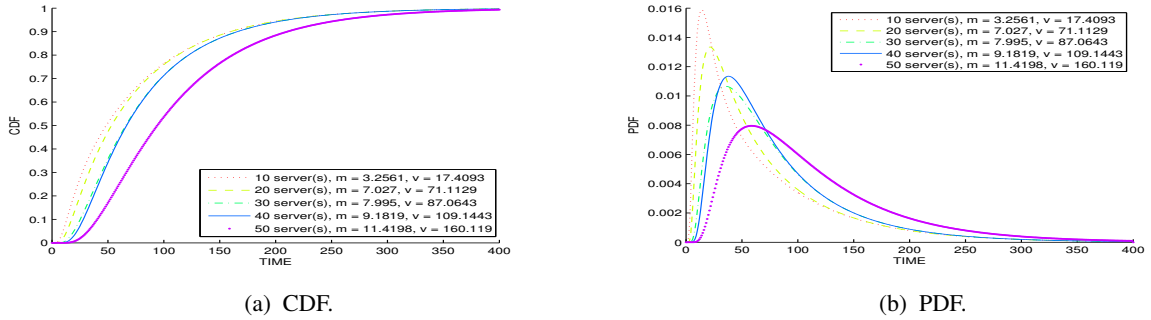 1
0.9
0.8
0.7
0.6
0.5
0.4
0.3
0.2
0.1
0
CDF
0 50 100 150 200 250 300 350 400
TIME
10 server(s), m = 3.2561, v = 17.4093
20 server(s), m = 7.027, v = 71.1129
30 server(s), m = 7.995, v = 87.0643
40 server(s), m = 9.1819, v = 109.1443
50 server(s), m = 11.4198, v = 160.119
(a) CDF.
0.016
0.014
0.012
0.01
0.008
0.006
0.004
0.002
0
PDF
0 50 100 150 200 250 300 350 400
TIME
10 server(s), m = 3.2561, v = 17.4093
20 server(s), m = 7.027, v = 71.1129
30 server(s), m = 7.995, v = 87.0643
40 server(s), m = 9.1819, v = 109.1443
50 server(s), m = 11.4198, v = 160.119
(b) PDF.